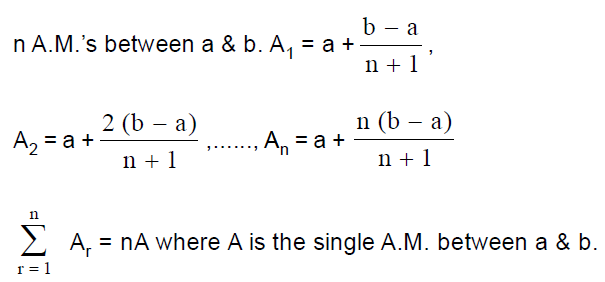 n A.M.'s between a & b. A₁ = a + (b – a)/(n + 1) ,
A₂ = a + 2 (b – a)/(n + 1) ,......, Aₙ = a + n (b – a)/(n + 1)
∑_{r = 1}^{n} Aᵣ = nA where A is the single A.M. between a & b.